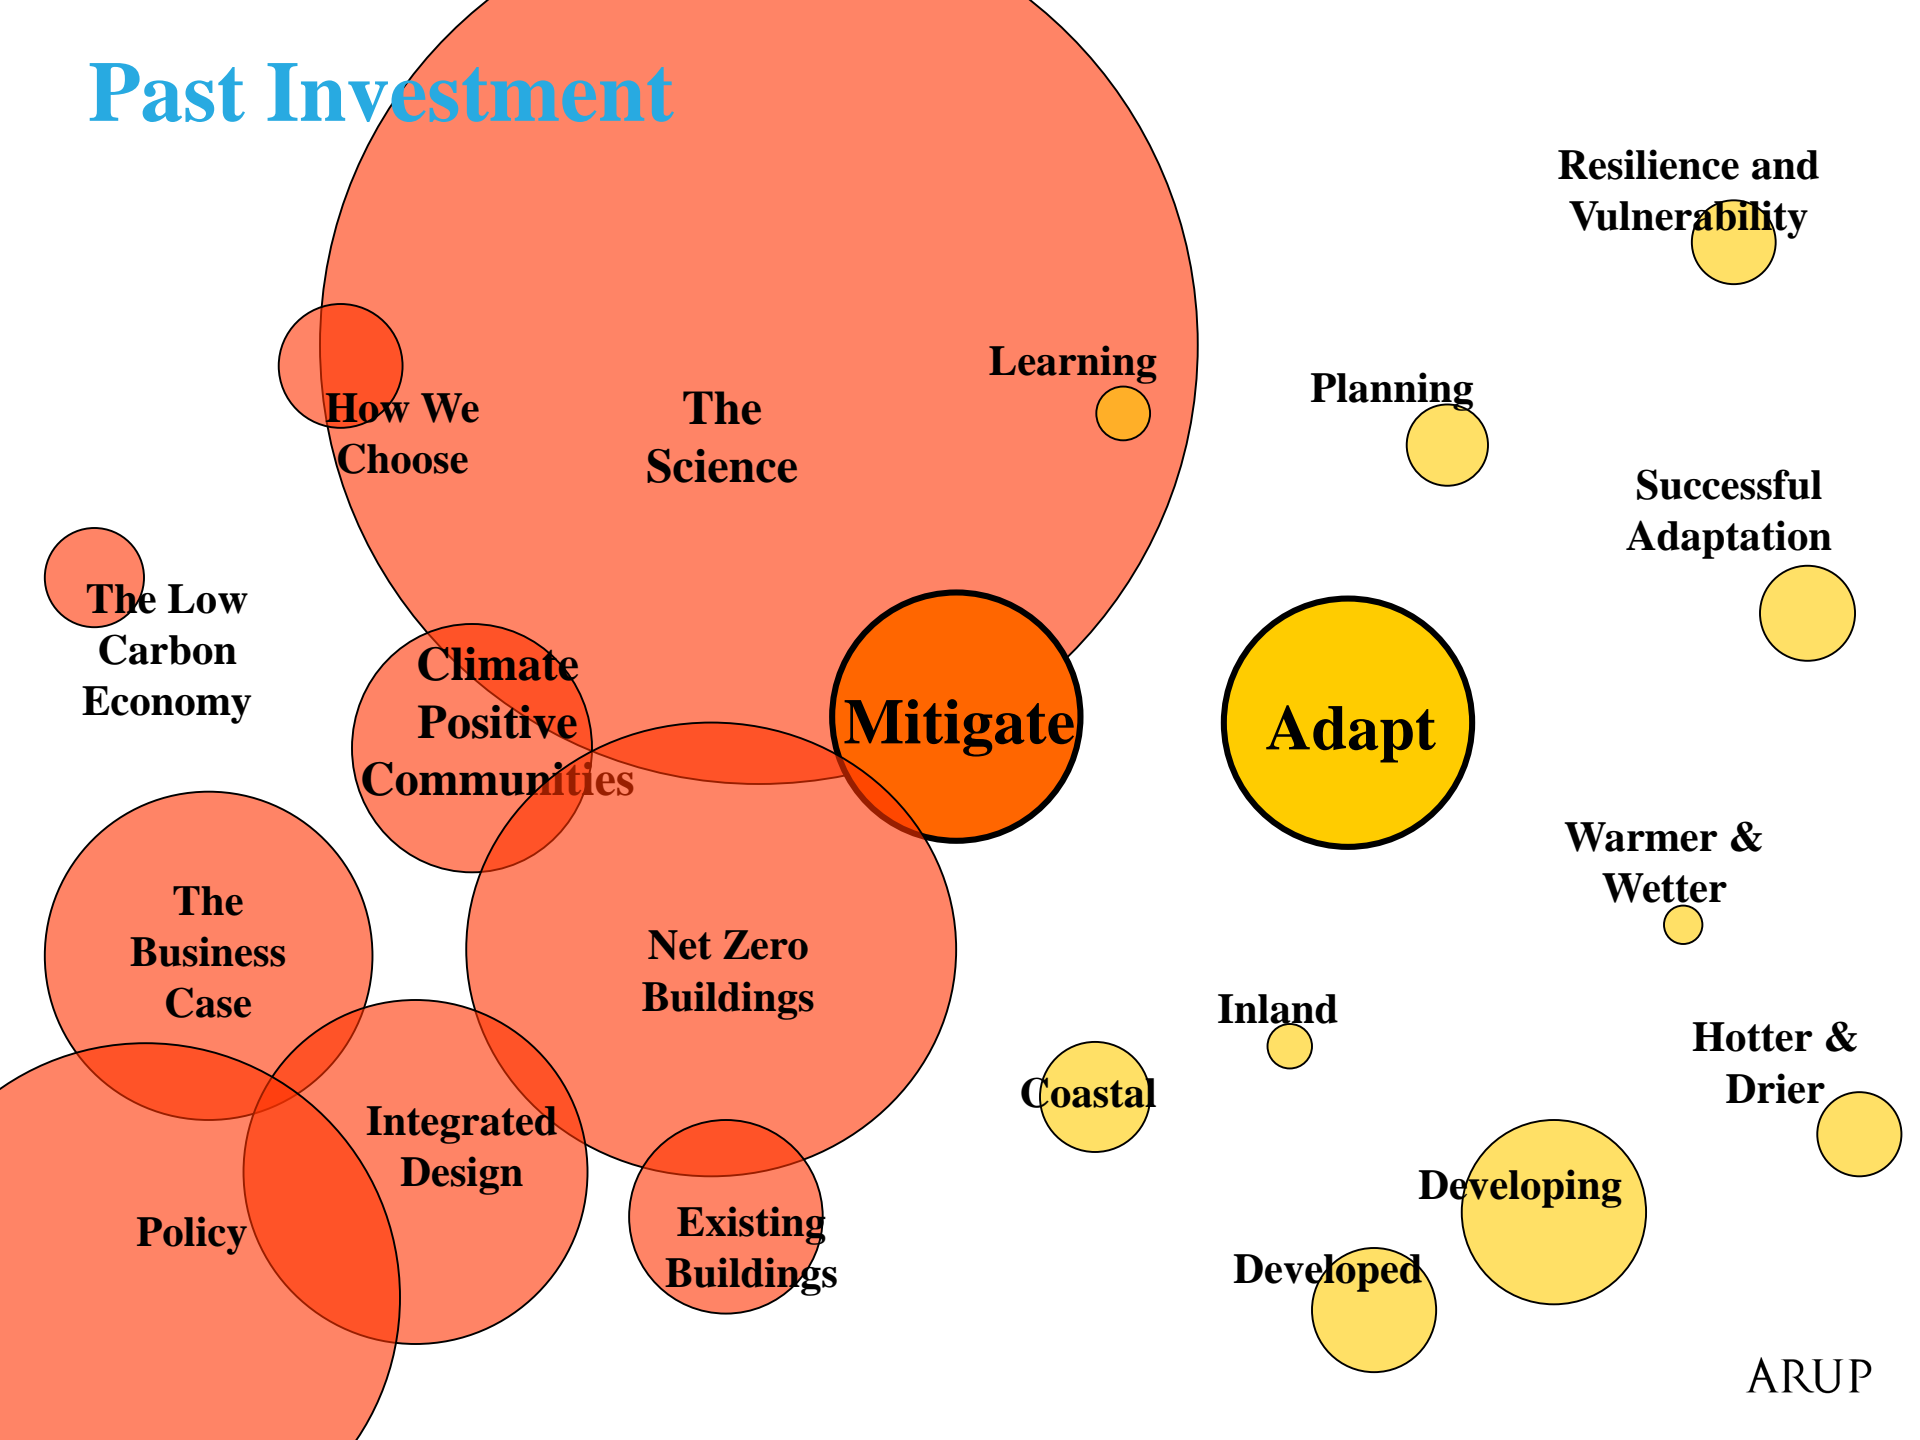 Past Investment
Resilience and
Vulnerability
Learning
Planning
How We
Choose
The
Science
Successful
Adaptation
The Low
Carbon
Economy
Climate
Positive
Communities
Mitigate
Adapt
Warmer &
Wetter
The
Business
Case
Net Zero
Buildings
Inland
Hotter &
Drier
Coastal
Integrated
Design
Developing
Policy
Existing
Buildings
Developed
ARUP